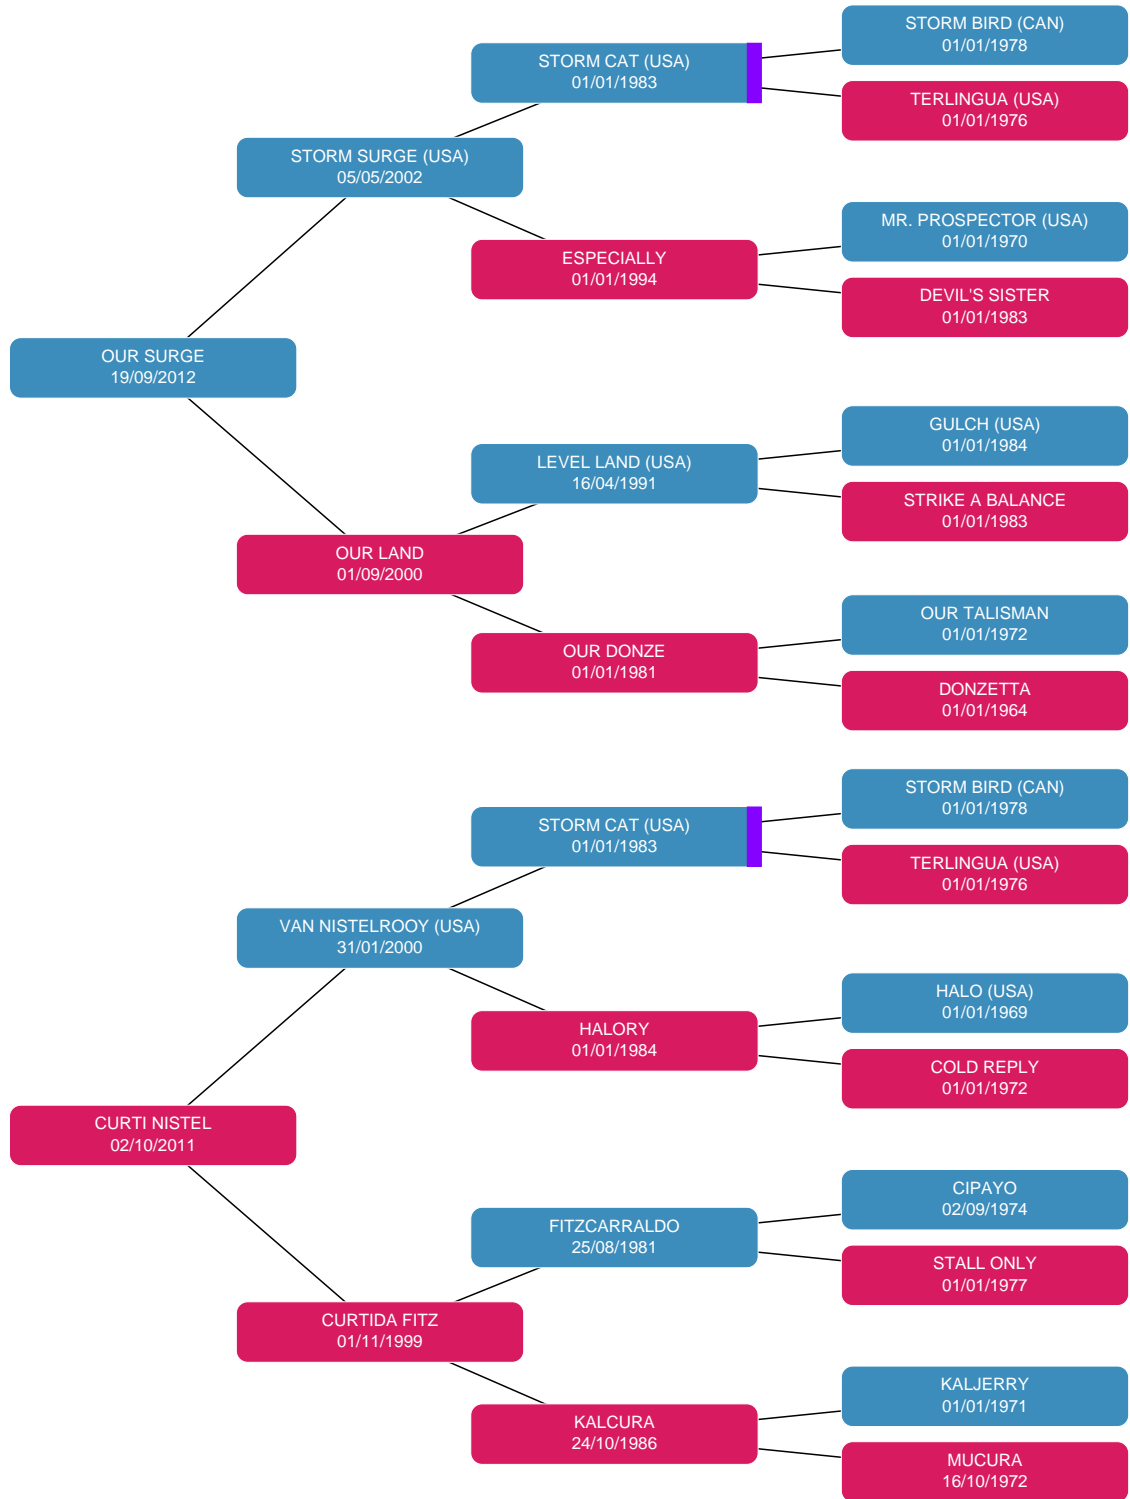 STORM BIRD (CAN)
01/01/1978
STORM CAT (USA)
01/01/1983
TERLINGUA (USA)
01/01/1976
STORM SURGE (USA)
05/05/2002
MR. PROSPECTOR (USA)
01/01/1970
ESPECIALLY
01/01/1994
DEVIL'S SISTER
01/01/1983
OUR SURGE
19/09/2012
GULCH (USA)
01/01/1984
LEVEL LAND (USA)
16/04/1991
STRIKE A BALANCE
01/01/1983
OUR LAND
01/09/2000
OUR TALISMAN
01/01/1972
OUR DONZE
01/01/1981
DONZETTA
01/01/1964
STORM BIRD (CAN)
01/01/1978
STORM CAT (USA)
01/01/1983
TERLINGUA (USA)
01/01/1976
VAN NISTELROOY (USA)
31/01/2000
HALO (USA)
01/01/1969
HALORY
01/01/1984
COLD REPLY
01/01/1972
CURTI NISTEL
02/10/2011
CIPAYO
02/09/1974
FITZCARRALDO
25/08/1981
STALL ONLY
01/01/1977
CURTIDA FITZ
01/11/1999
KALJERRY
01/01/1971
KALCURA
24/10/1986
MUCURA
16/10/1972